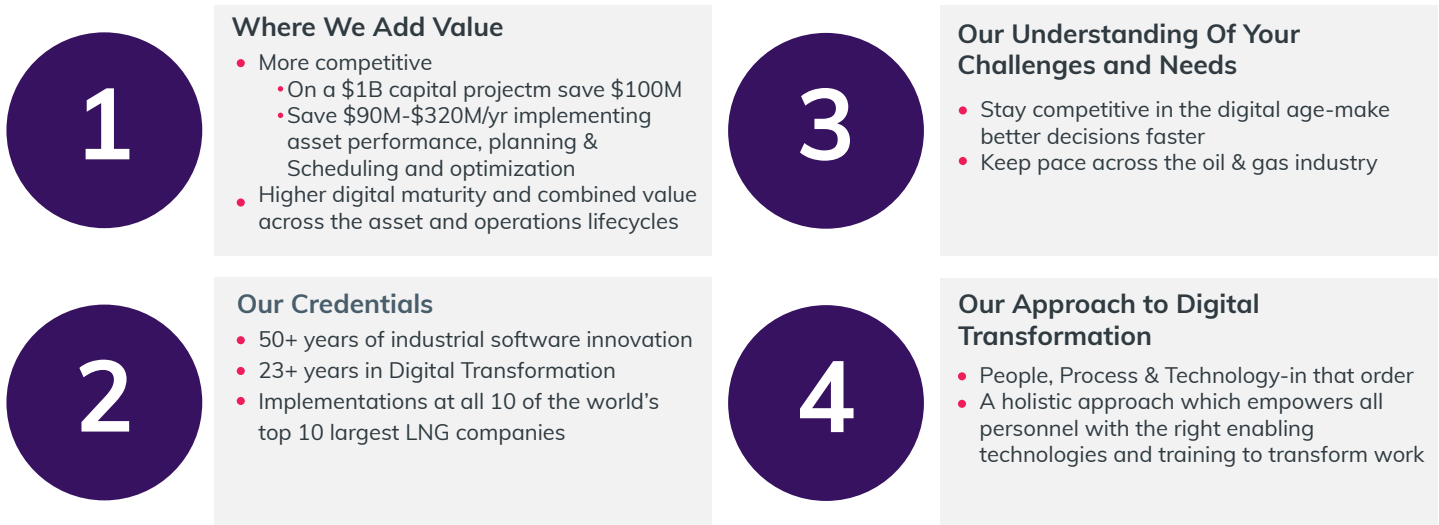 1
Where We Add Value
More competitive
On a $1B capital projectm save $100M
Save $90M-$320M/yr implementing
asset performance, planning &
Scheduling and optimization
Higher digital maturity and combined value
across the asset and operations lifecycles
2
Our Credentials
50+ years of industrial software innovation
23+ years in Digital Transformation
Implementations at all 10 of the world's
top 10 largest LNG companies
3
Our Understanding Of Your
Challenges and Needs
Stay competitive in the digital age-make
better decisions faster
Keep pace across the oil & gas industry
4
Our Approach to Digital
Transformation
People, Process & Technology-in that order
A holistic approach which empowers all
personnel with the right enabling
technologies and training to transform work